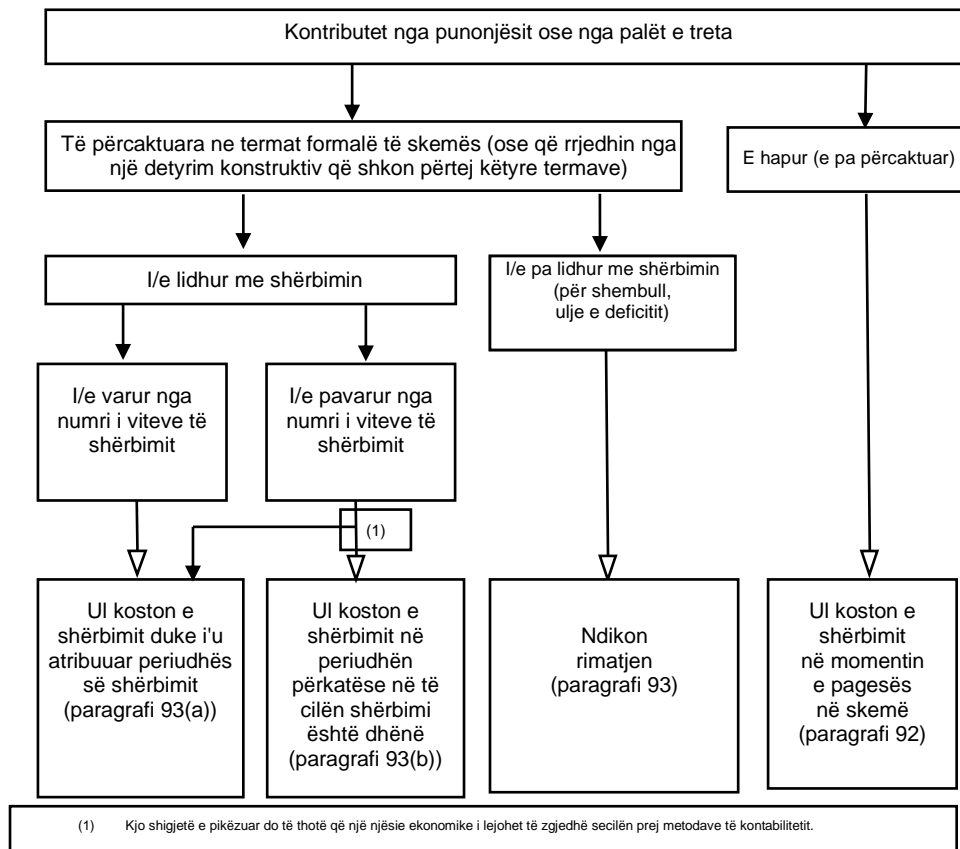 Kontributet nga punonjësit ose nga palët e treta
Të përcaktuara ne termat formalë të skemës (ose që rrjedhin nga
një detyrim konstruktiv që shkon përtej këtyre termave)
E hapur (e pa përcaktuar)
I/e lidhur me shërbimin
I/e pa lidhur me shërbimin
(për shembull,
ulje e deficitit)
I/e varur nga
numri i viteve të
shërbimit
I/e pavarur nga
numri i viteve të
shërbimit
(1)
Ul koston e
shërbimit duke i'u
atribuuar periudhës
së shërbimit
(paragrafi 93(a))
Ul koston e
shërbimit në
periudhën
përkatëse në të
cilën shërbimi
është dhënë
(paragrafi 93(b))
Ndikon
rimatjen
(paragrafi 93)
Ul koston e
shërbimit
në momentin
e pagesës
në skemë
(paragrafi 92)
(1) Kjo shigjetë e pikëzuar do të thotë që një njësie ekonomike i lejohet të zgjedhë secilën prej metodave të kontabilitetit.